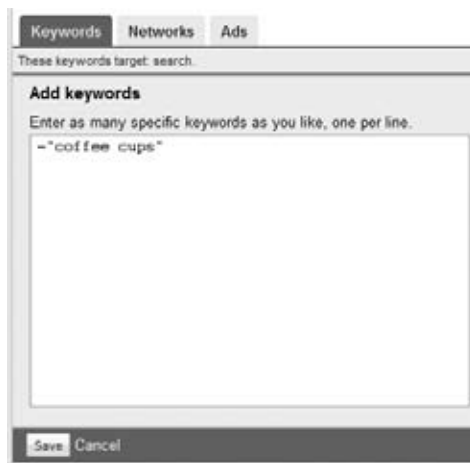 Keywords Networks Ads
These keywords target: search.
Add keywords
Enter as many specific keywords as you like, one per line.
-"coffee cups"
Save Cancel